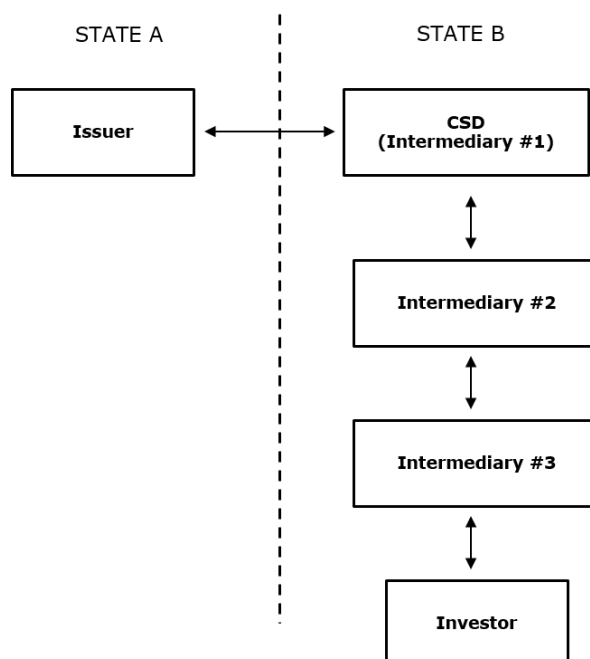 STATE A
STATE B
Issuer
CSD
(Intermediary #1)
Intermediary #2
Intermediary #3
Investor